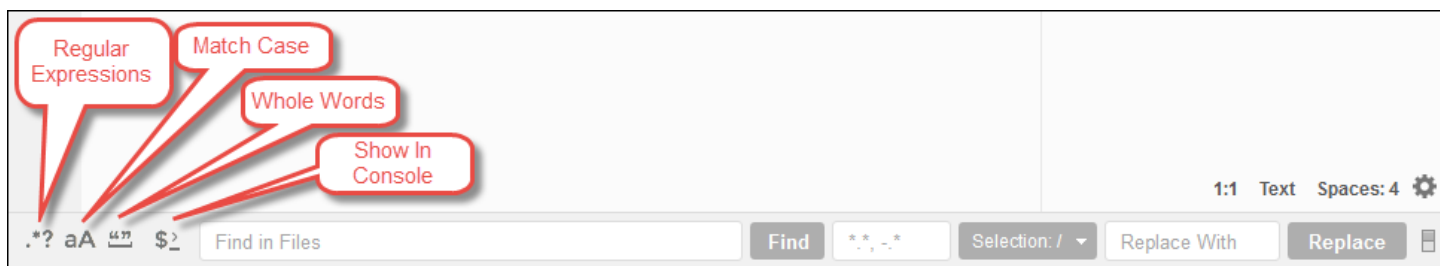 Regular
Expressions
Match Case
Whole Words
Show In
Console
1:1 Text Spaces: 4
.*? aA “” $> Find in Files Find *.*, -.* Selection: / Replace With Replace